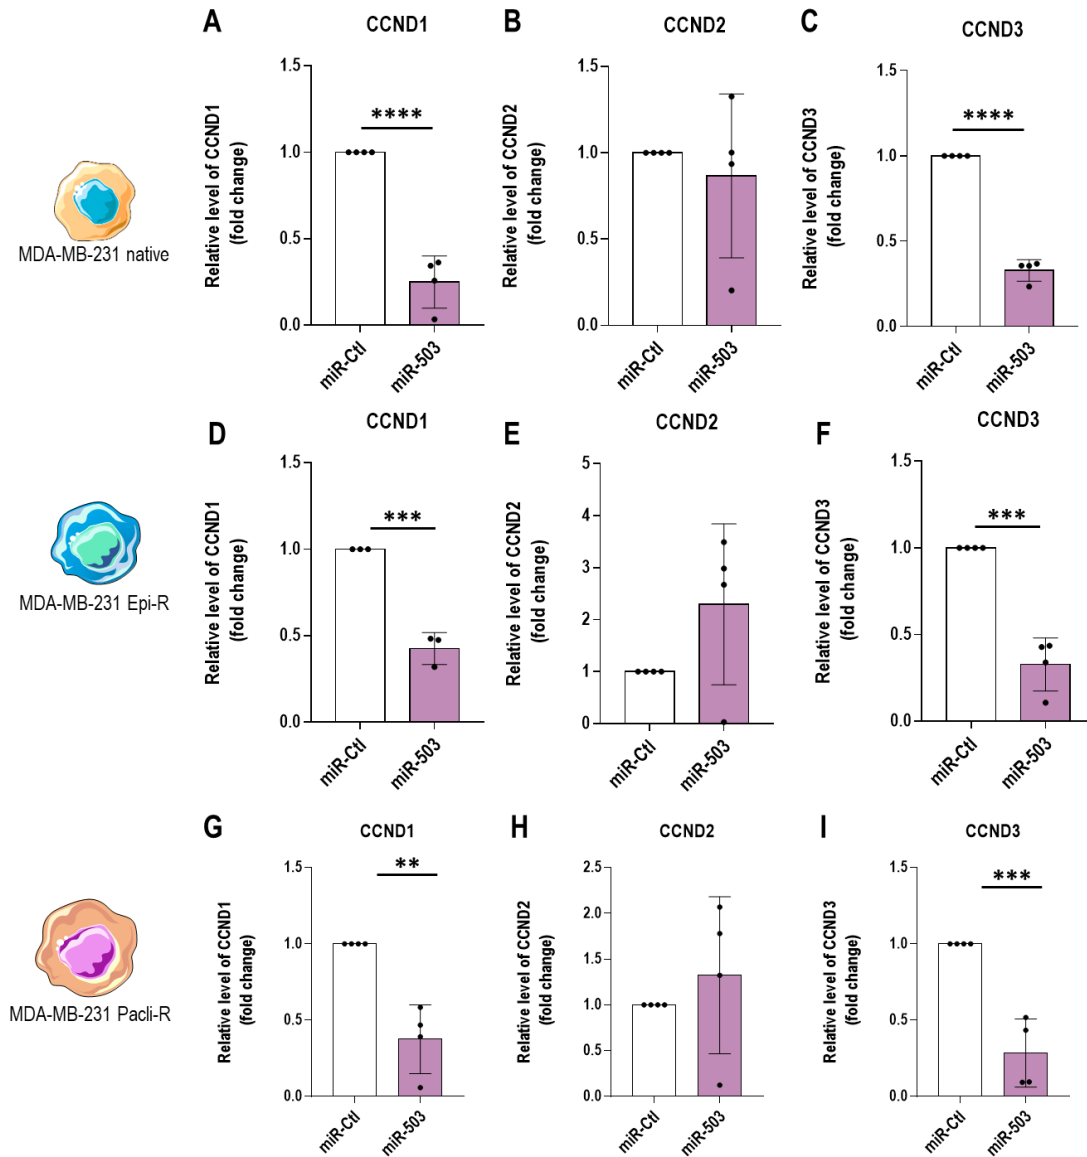 A
CCND1
Relative level of CCND1
(fold change)
1.5
1.0
0.5
0.0
****
miR-Ctl
miR-503
B
CCND2
Relative level of CCND2
(fold change)
1.5
1.0
0.5
0.0
miR-Ctl
miR-503
C
CCND3
Relative level of CCND3
(fold change)
1.5
1.0
0.5
0.0
****
miR-Ctl
miR-503
MDA-MB-231 native
D
CCND1
Relative level of CCND1
(fold change)
1.5
1.0
0.5
0.0
***
miR-Ctl
miR-503
E
CCND2
Relative level of CCND2
(fold change)
5
4
3
2
1
0
miR-Ctl
miR-503
F
CCND3
Relative level of CCND3
(fold change)
1.5
1.0
0.5
0.0
***
miR-Ctl
miR-503
MDA-MB-231 Epi-R
G
CCND1
Relative level of CCND1
(fold change)
1.5
1.0
0.5
0.0
**
miR-Ctl
miR-503
H
CCND2
Relative level of CCND2
(fold change)
2.5
2.0
1.5
1.0
0.5
0.0
miR-Ctl
miR-503
I
CCND3
Relative level of CCND3
(fold change)
1.5
1.0
0.5
0.0
***
miR-Ctl
miR-503
MDA-MB-231 Pacli-R